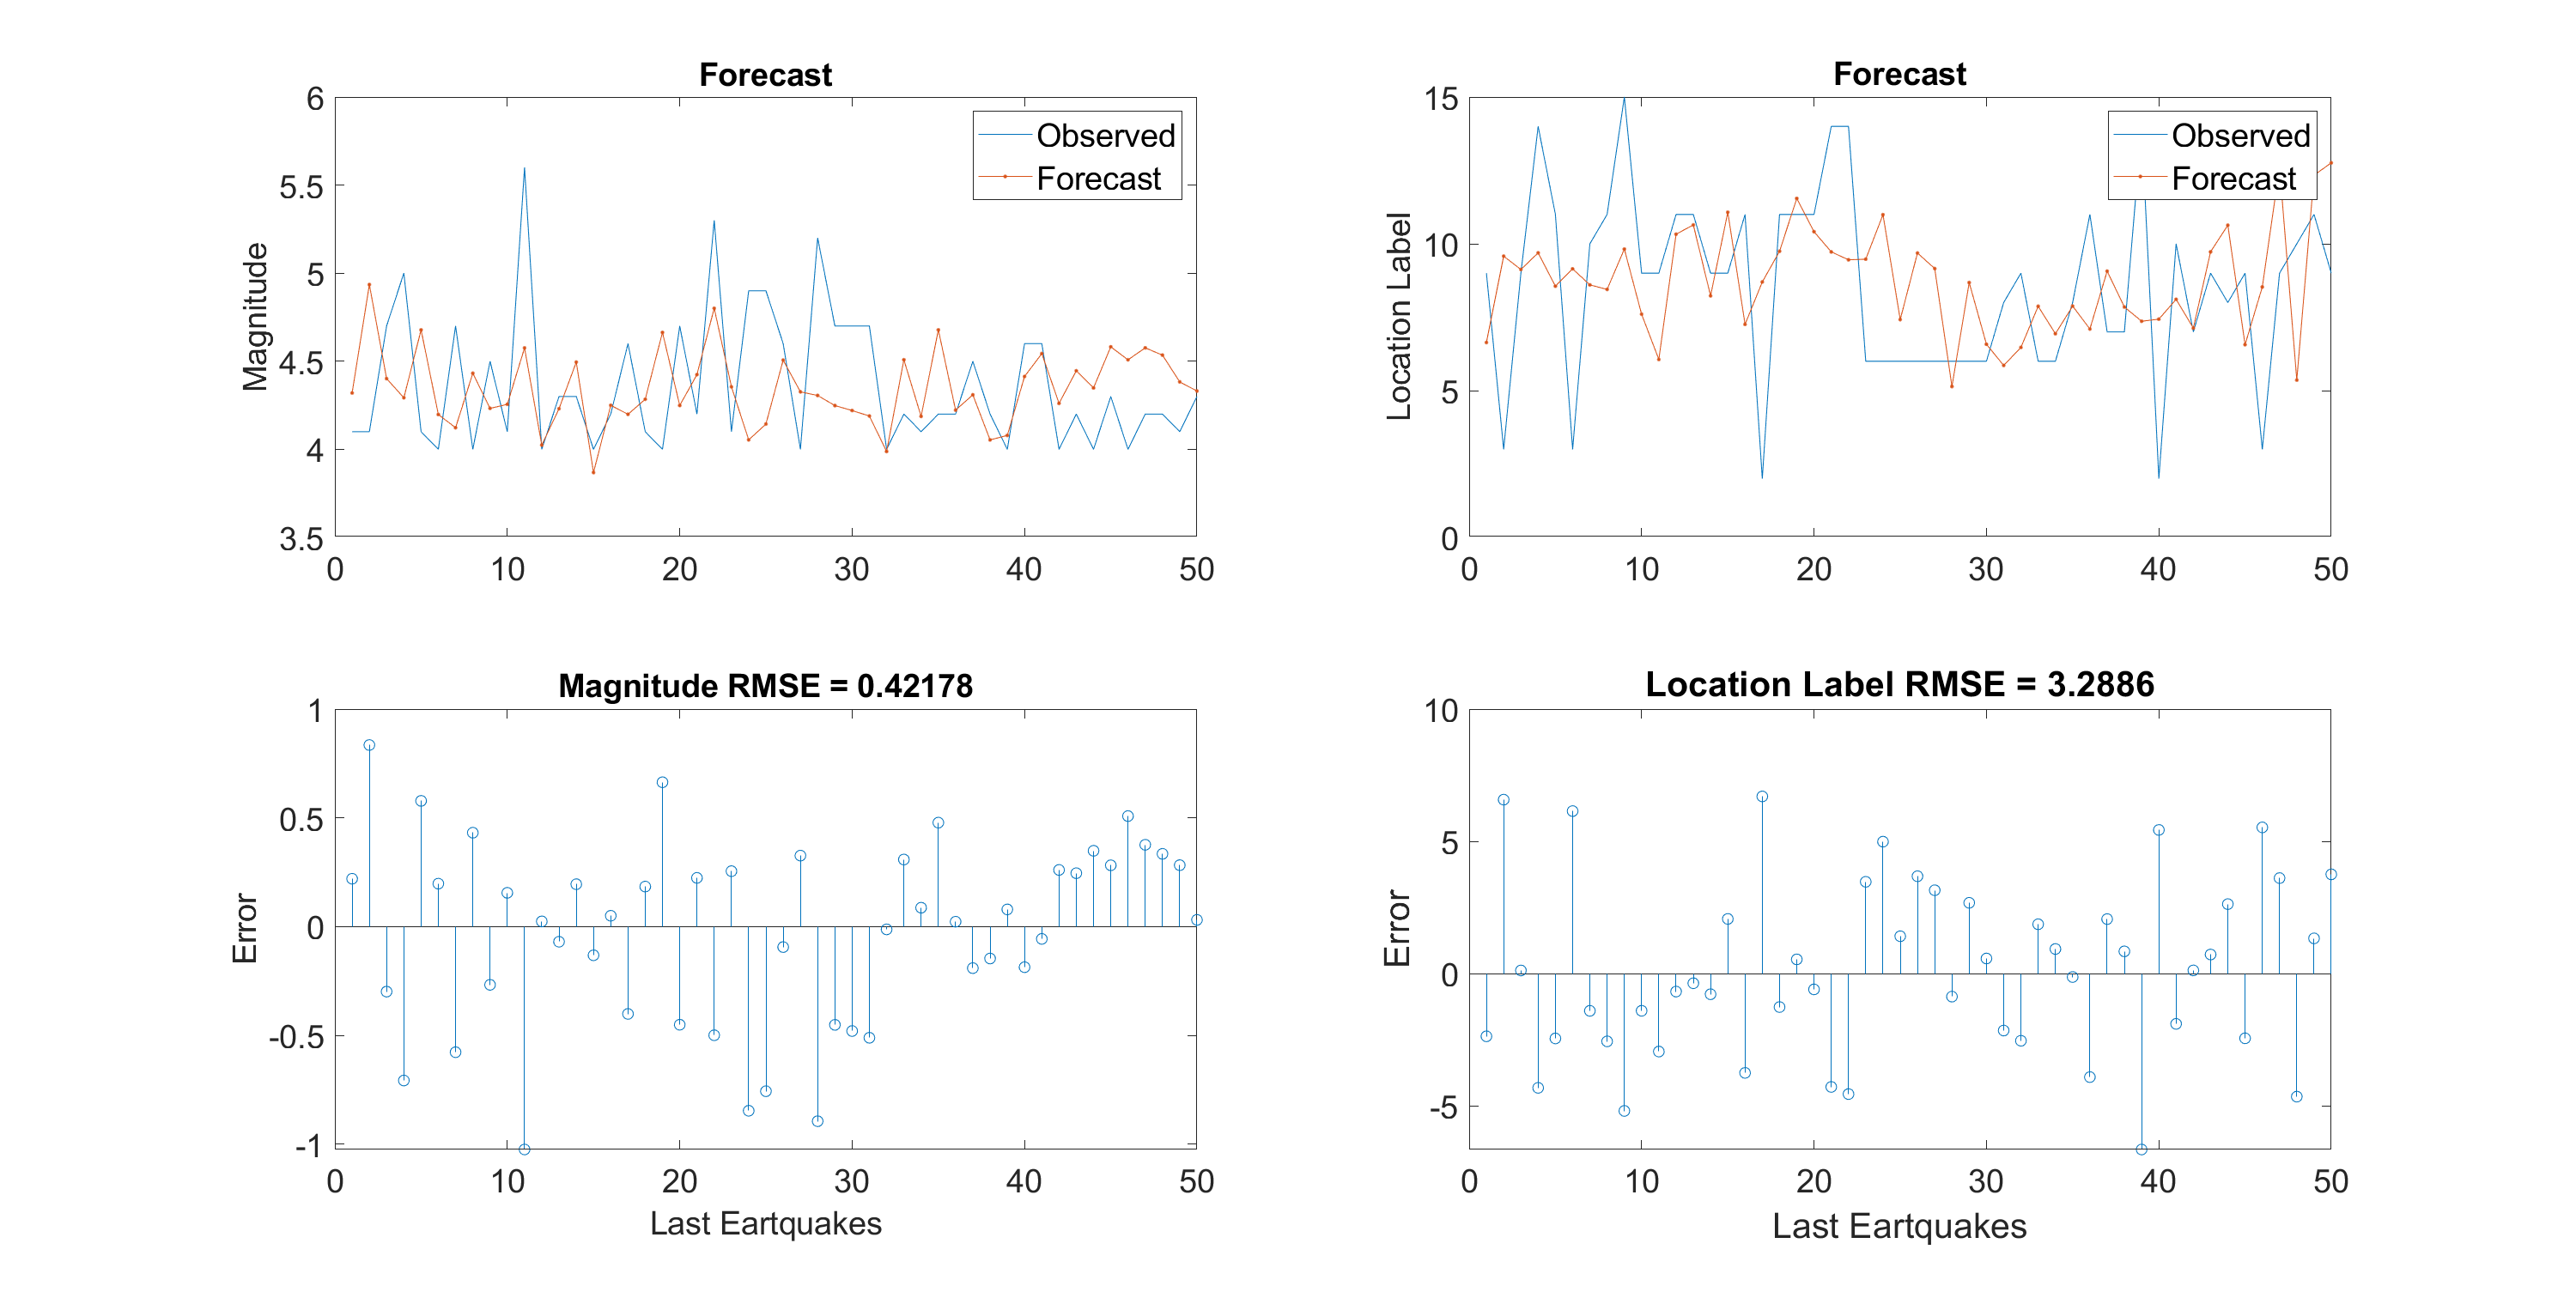 Forecast
6
5.5
5
4.5
4
3.5
Magnitude
Observed
Forecast
0 10 20 30 40 50
Forecast
15
10
5
0
Location Label
Observed
Forecast
0 10 20 30 40 50
Magnitude RMSE = 0.42178
1
0.5
0
-0.5
-1
Error
0 10 20 30 40 50
Last Eartquakes
Location Label RMSE = 3.2886
10
5
0
-5
Error
0 10 20 30 40 50
Last Eartquakes